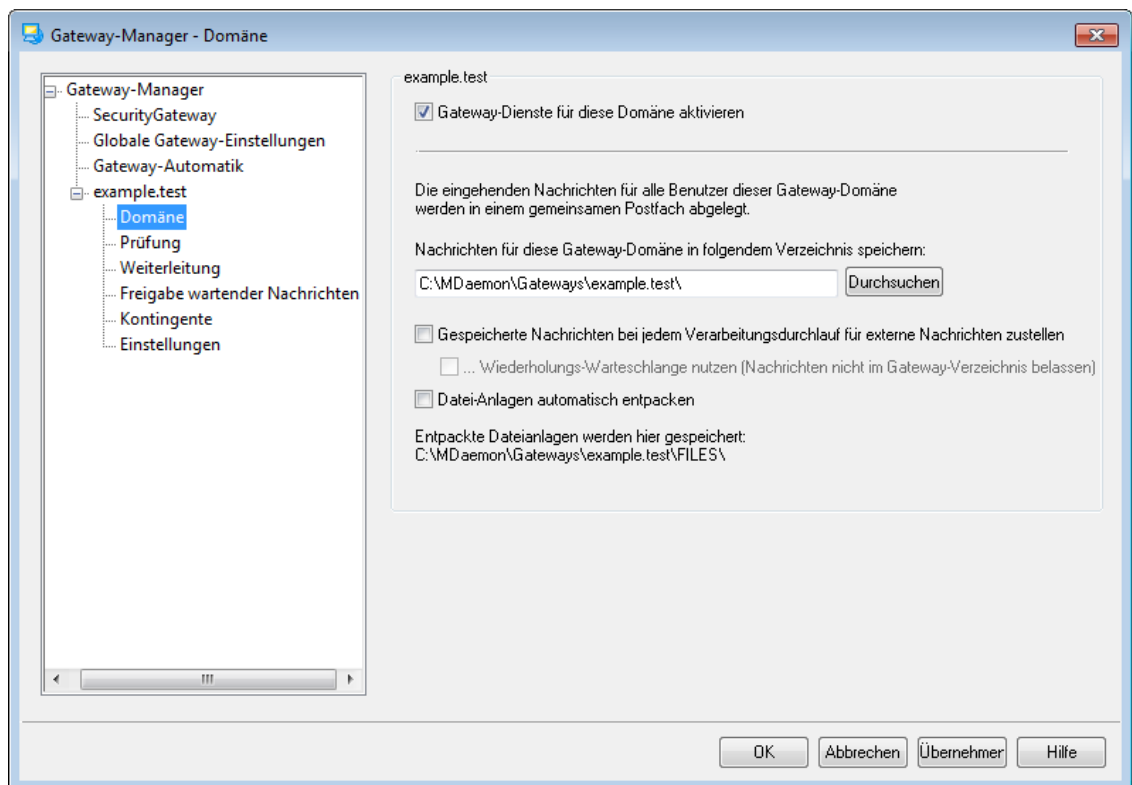 Gateway-Manager - Domäne
Gateway-Manager
SecurityGateway
Globale Gateway-Einstellungen
Gateway-Automatik
example.test
Domäne
Prüfung
Weiterleitung
Freigabe wartender Nachrichten
Kontingente
Einstellungen
example.test
Gateway-Dienste für diese Domäne aktivieren
Die eingehenden Nachrichten für alle Benutzer dieser Gateway-Domäne
werden in einem gemeinsamen Postfach abgelegt.
Nachrichten für diese Gateway-Domäne in folgendem Verzeichnis speichern:
C:\MDaemon\Gateways\example.test\
Durchsuchen
Gespeicherte Nachrichten bei jedem Verarbeitungsdurchlauf für externe Nachrichten zustellen
... Wiederholungs-Warteschlange nutzen (Nachrichten nicht im Gateway-Verzeichnis belassen)
Datei-Anlagen automatisch entpacken
Entpackte Dateianlagen werden hier gespeichert:
C:\MDaemon\Gateways\example.test\FILES\
OK
Abbrechen
Übernehmer
Hilfe